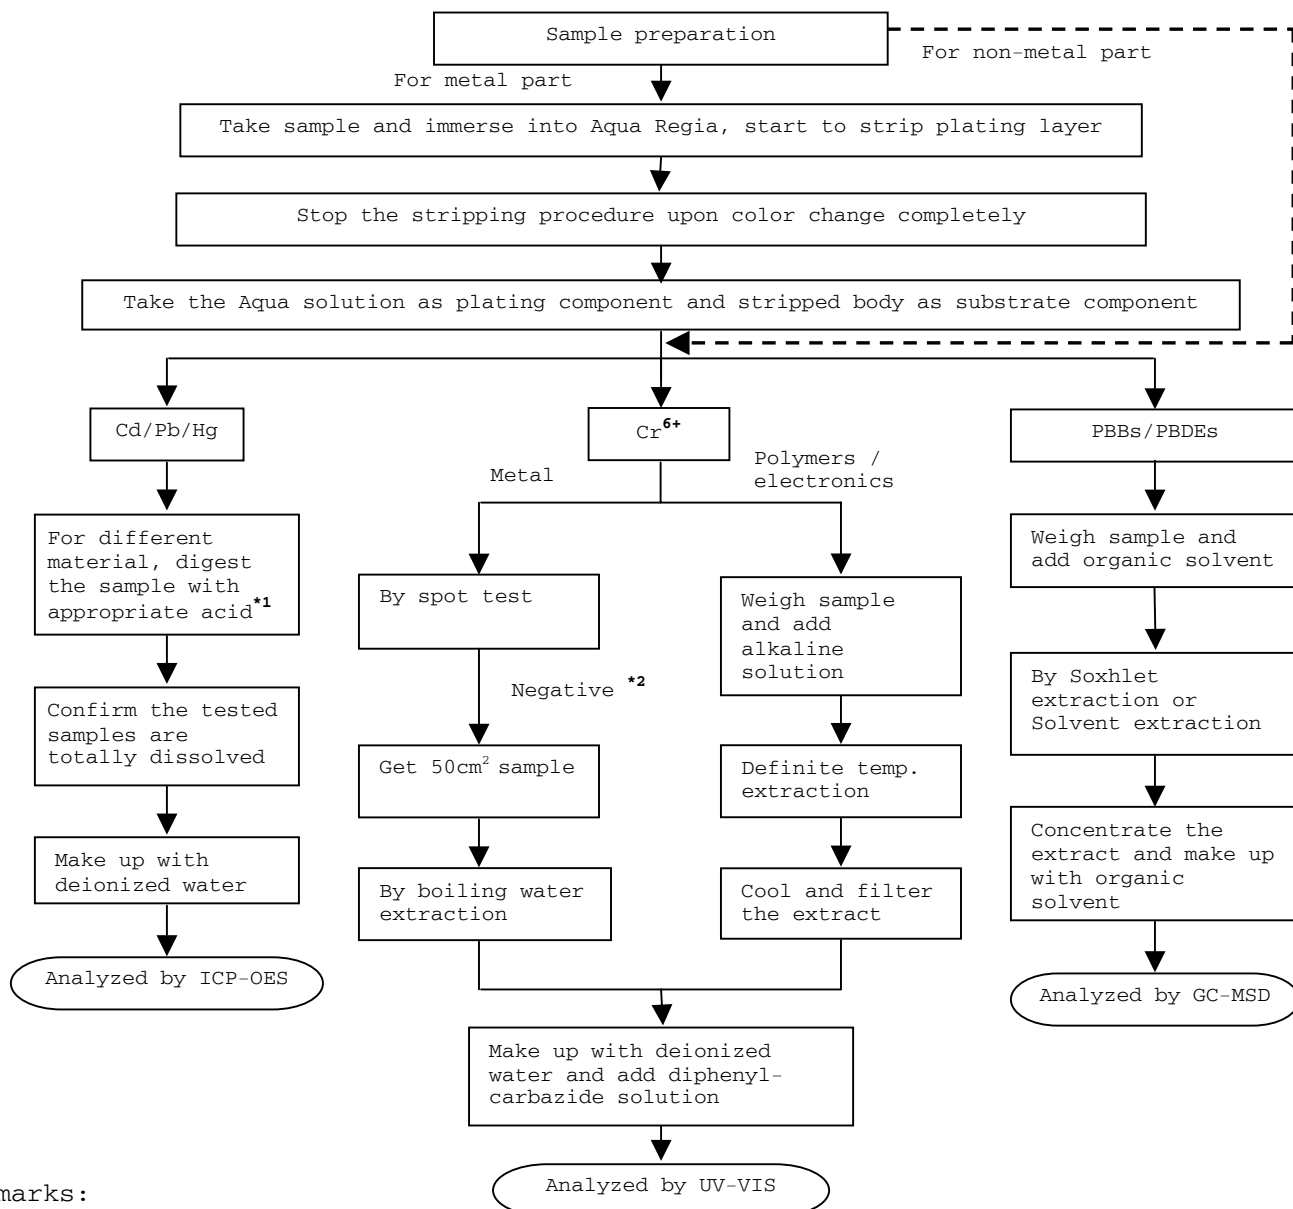 Sample preparation
For non-metal part
For metal part
Take sample and immerse into Aqua Regia, start to strip plating layer
Stop the stripping procedure upon color change completely
Take the Aqua solution as plating component and stripped body as substrate component
Cd/Pb/Hg
Cr6+
PBBs/PBDEs
Metal
Polymers /
electronics
For different
material, digest
the sample with
appropriate acid*1
By spot test
Weigh sample
and add
alkaline
solution
Weigh sample and
add organic solvent
Negative *2
Confirm the tested
samples are
totally dissolved
Get 50cm2 sample
Definite temp.
extraction
By Soxhlet
extraction or
Solvent extraction
Make up with
deionized water
By boiling water
extraction
Cool and filter
the extract
Concentrate the
extract and make up
with organic
solvent
Analyzed by ICP-OES
Analyzed by GC-MSD
Make up with deionized
water and add diphenyl-
carbazide solution
Analyzed by UV-VIS
marks: